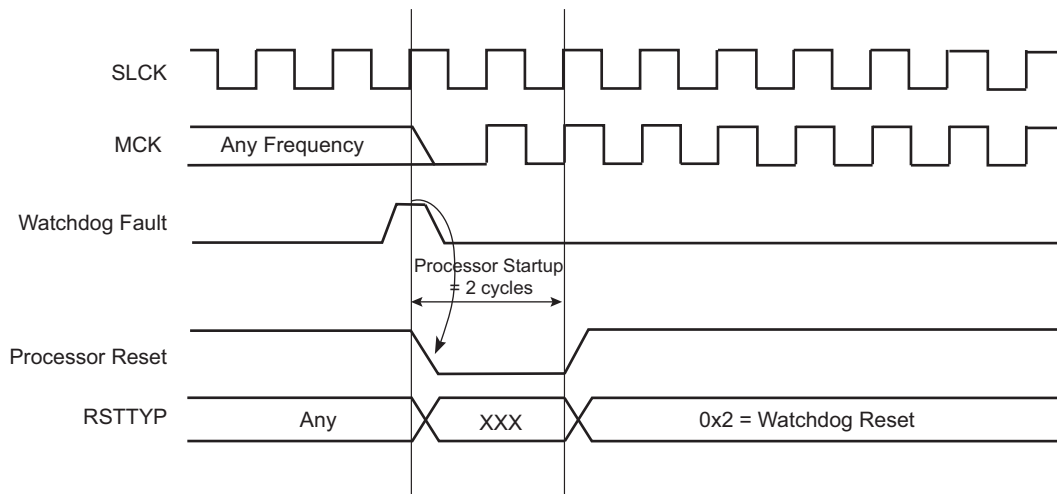 SLCK
MCK
Any Frequency
Watchdog Fault
Processor Startup
= 2 cycles
Processor Reset
RSTTYP
Any
XXX
0x2 = Watchdog Reset